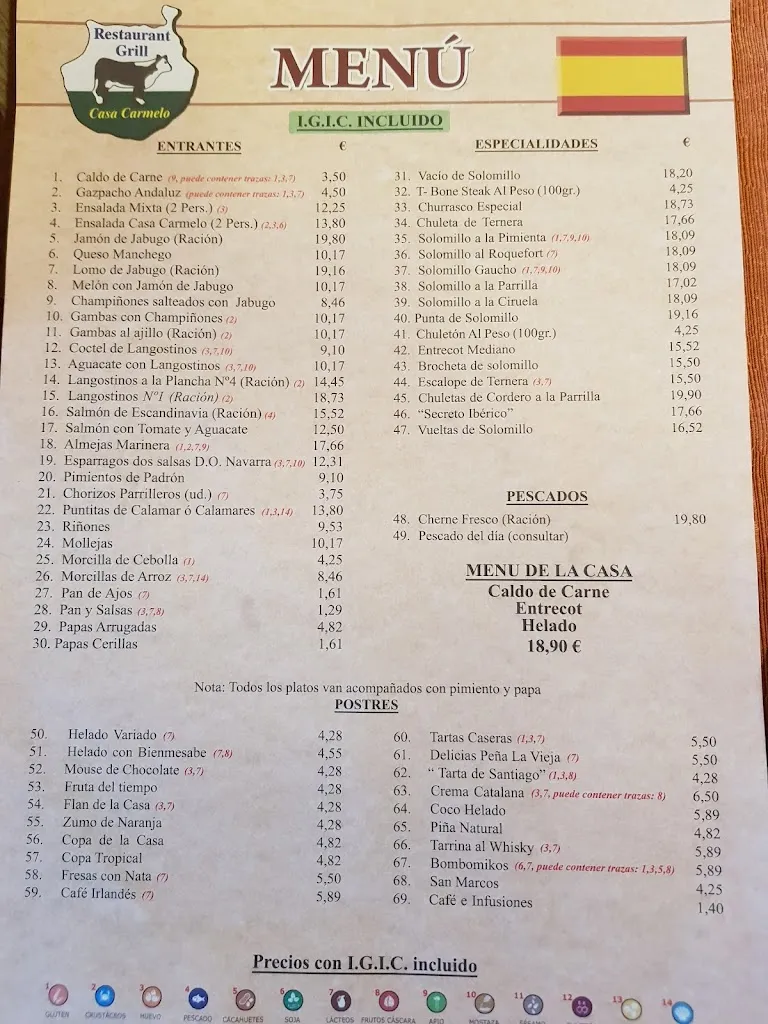 Restaurant
Grill
Casa Carmelo
MENÚ
I.G.I.C. INCLUIDO
ENTRANTES €
1. Caldo de Carne (9, puede contener trazas: 1,3,7) 3,50
2. Gazpacho Andaluz (puede contener trazas: 1,3,7) 4,50
3. Ensalada Mixta (2 Pers.) (3) 12,25
4. Ensalada Casa Carmelo (2 Pers.) (2,3,6) 13,80
5. Jamón de Jabugo (Ración) 19,80
6. Queso Manchego 10,17
7. Lomo de Jabugo (Ración) 19,16
8. Melón con Jamón de Jabugo 10,17
9. Champiñones salteados con Jabugo 8,46
10. Gambas con Champiñones (2) 10,17
11. Gambas al ajillo (Ración) (2) 10,17
12. Coctel de Langostinos (3,7,10) 9,10
13. Aguacate con Langostinos (3,7,10) 10,17
14. Langostinos a la Plancha Nº4 (Ración) (2) 14,45
15. Langostinos Nº1 (Ración) (2) 18,73
16. Salmón de Escandinavia (Ración) (4) 15,52
17. Salmón con Tomate y Aguacate 12,50
18. Almejas Marinera (1,2,7,9) 17,66
19. Esparragos dos salsas D.O. Navarra (3,7,10) 12,31
20. Pimientos de Padrón 9,10
21. Chorizos Parrilleros (ud.) (7) 3,75
22. Puntitas de Calamar ó Calamares (1,3,14) 13,80
23. Riñones 9,53
24. Mollejas 10,17
25. Morcilla de Cebolla (1) 4,25
26. Morcillas de Arroz (3,7,14) 8,46
27. Pan de Ajos (7) 1,61
28. Pan y Salsas (3,7,8) 1,29
29. Papas Arrugadas 4,82
30. Papas Cerillas 1,61
ESPECIALIDADES €
31. Vacío de Solomillo 18,20
32. T- Bone Steak Al Peso (100gr.) 4,25
33. Churrasco Especial 18,73
34. Chuleta de Ternera 17,66
35. Solomillo a la Pimienta (1,7,9,10) 18,09
36. Solomillo al Roquefort (7) 18,09
37. Solomillo Gaucho (1,7,9,10) 18,09
38. Solomillo a la Parrilla 17,02
39. Solomillo a la Ciruela 18,09
40. Punta de Solomillo 19,16
41. Chuletón Al Peso (100gr.) 4,25
42. Entrecot Mediano 15,52
43. Brocheta de solomillo 15,50
44. Escalope de Ternera (3,7) 15,50
45. Chuletas de Cordero a la Parrilla 19,90
46. “Secreto Ibérico” 17,66
47. Vueltas de Solomillo 16,52
PESCADOS
48. Cherne Fresco (Ración) 19,80
49. Pescado del día (consultar)
MENU DE LA CASA
Caldo de Carne
Entrecot
Helado
18,90 €
Nota: Todos los platos van acompañados con pimiento y papa
POSTRES
50. Helado Variado (7) 4,28
51. Helado con Bienmesabe (7,8) 4,55
52. Mouse de Chocolate (3,7) 4,28
53. Fruta del tiempo 4,28
54. Flan de la Casa (3,7) 4,28
55. Zumo de Naranja 4,28
56. Copa de la Casa 4,82
57. Copa Tropical 4,82
58. Fresas con Nata (7) 5,50
59. Café Irlandés (7) 5,89
60. Tartas Caseras (1,3,7) 5,50
61. Delicias Peña La Vieja (7) 5,50
62. “ Tarta de Santiago” (1,3,8) 4,28
63. Crema Catalana (3,7, puede contener trazas: 8) 6,50
64. Coco Helado 5,89
65. Piña Natural 4,82
66. Tarrina al Whisky (3,7) 5,89
67. Bombomikos (6,7, puede contener trazas: 1,3,5,8) 5,89
68. San Marcos 4,25
69. Café e Infusiones 1,40
Precios con I.G.I.C. incluido
1 2 3 4 5 6 7 8 9 10 11 12 13 14
GLUTEN CRUSTÁCEOS HUEVO PESCADO CACAHUETES SOJA LÁCTEOS FRUTOS CÁSCARA APIO MOSTAZA